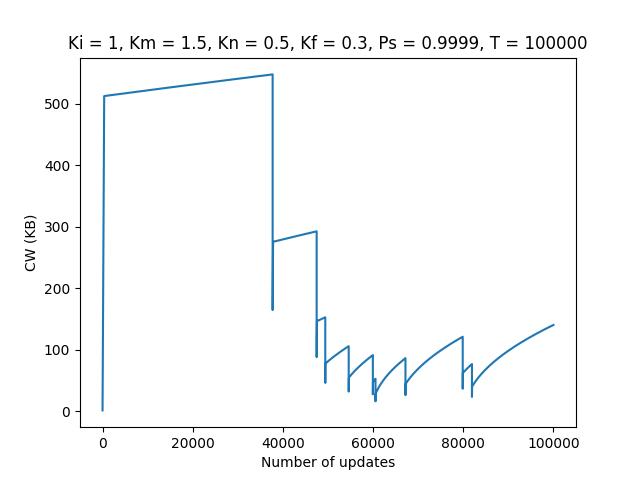 Ki = 1, Km = 1.5, Kn = 0.5, Kf = 0.3, Ps = 0.9999, T = 100000
CW (KB)
500
400
300
200
100
0
0 20000 40000 60000 80000 100000
Number of updates